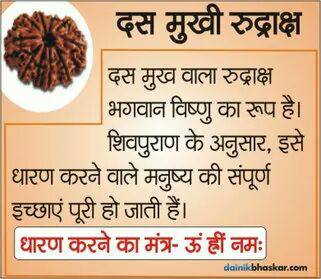 दस मुखी रुद्राक्ष
दस मुख वाला रुद्राक्ष
भगवान विष्णु का रूप है।
शिवपुराण के अनुसार, इसे
धारण करने वाले मनुष्य की संपूर्ण
इच्छाएं पूरी हो जाती हैं।
धारण करने का मंत्र- ऊं ह्रीं नमः
dainikbhaskar.com